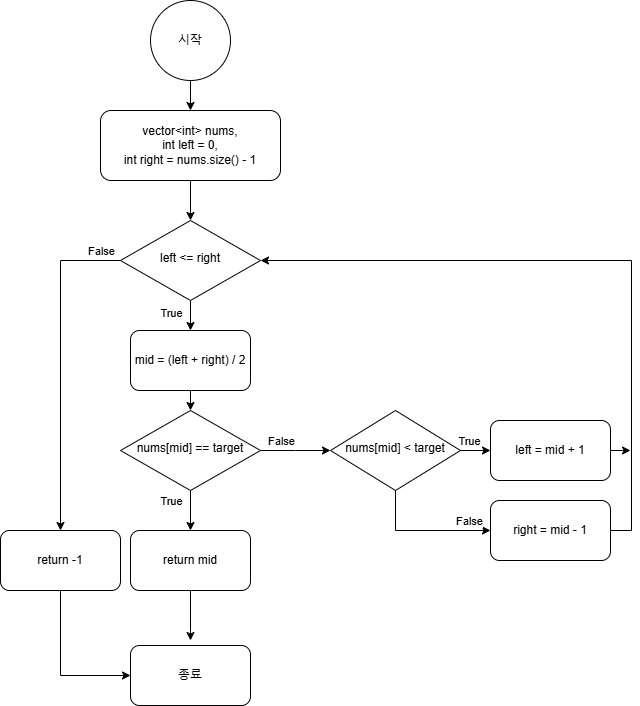 시작
vector<int> nums,
int left = 0,
int right = nums.size() - 1
False
left <= right
True
mid = (left + right) / 2
nums[mid] == target
False
nums[mid] < target
True
left = mid + 1
True
False
right = mid - 1
return -1
return mid
종료